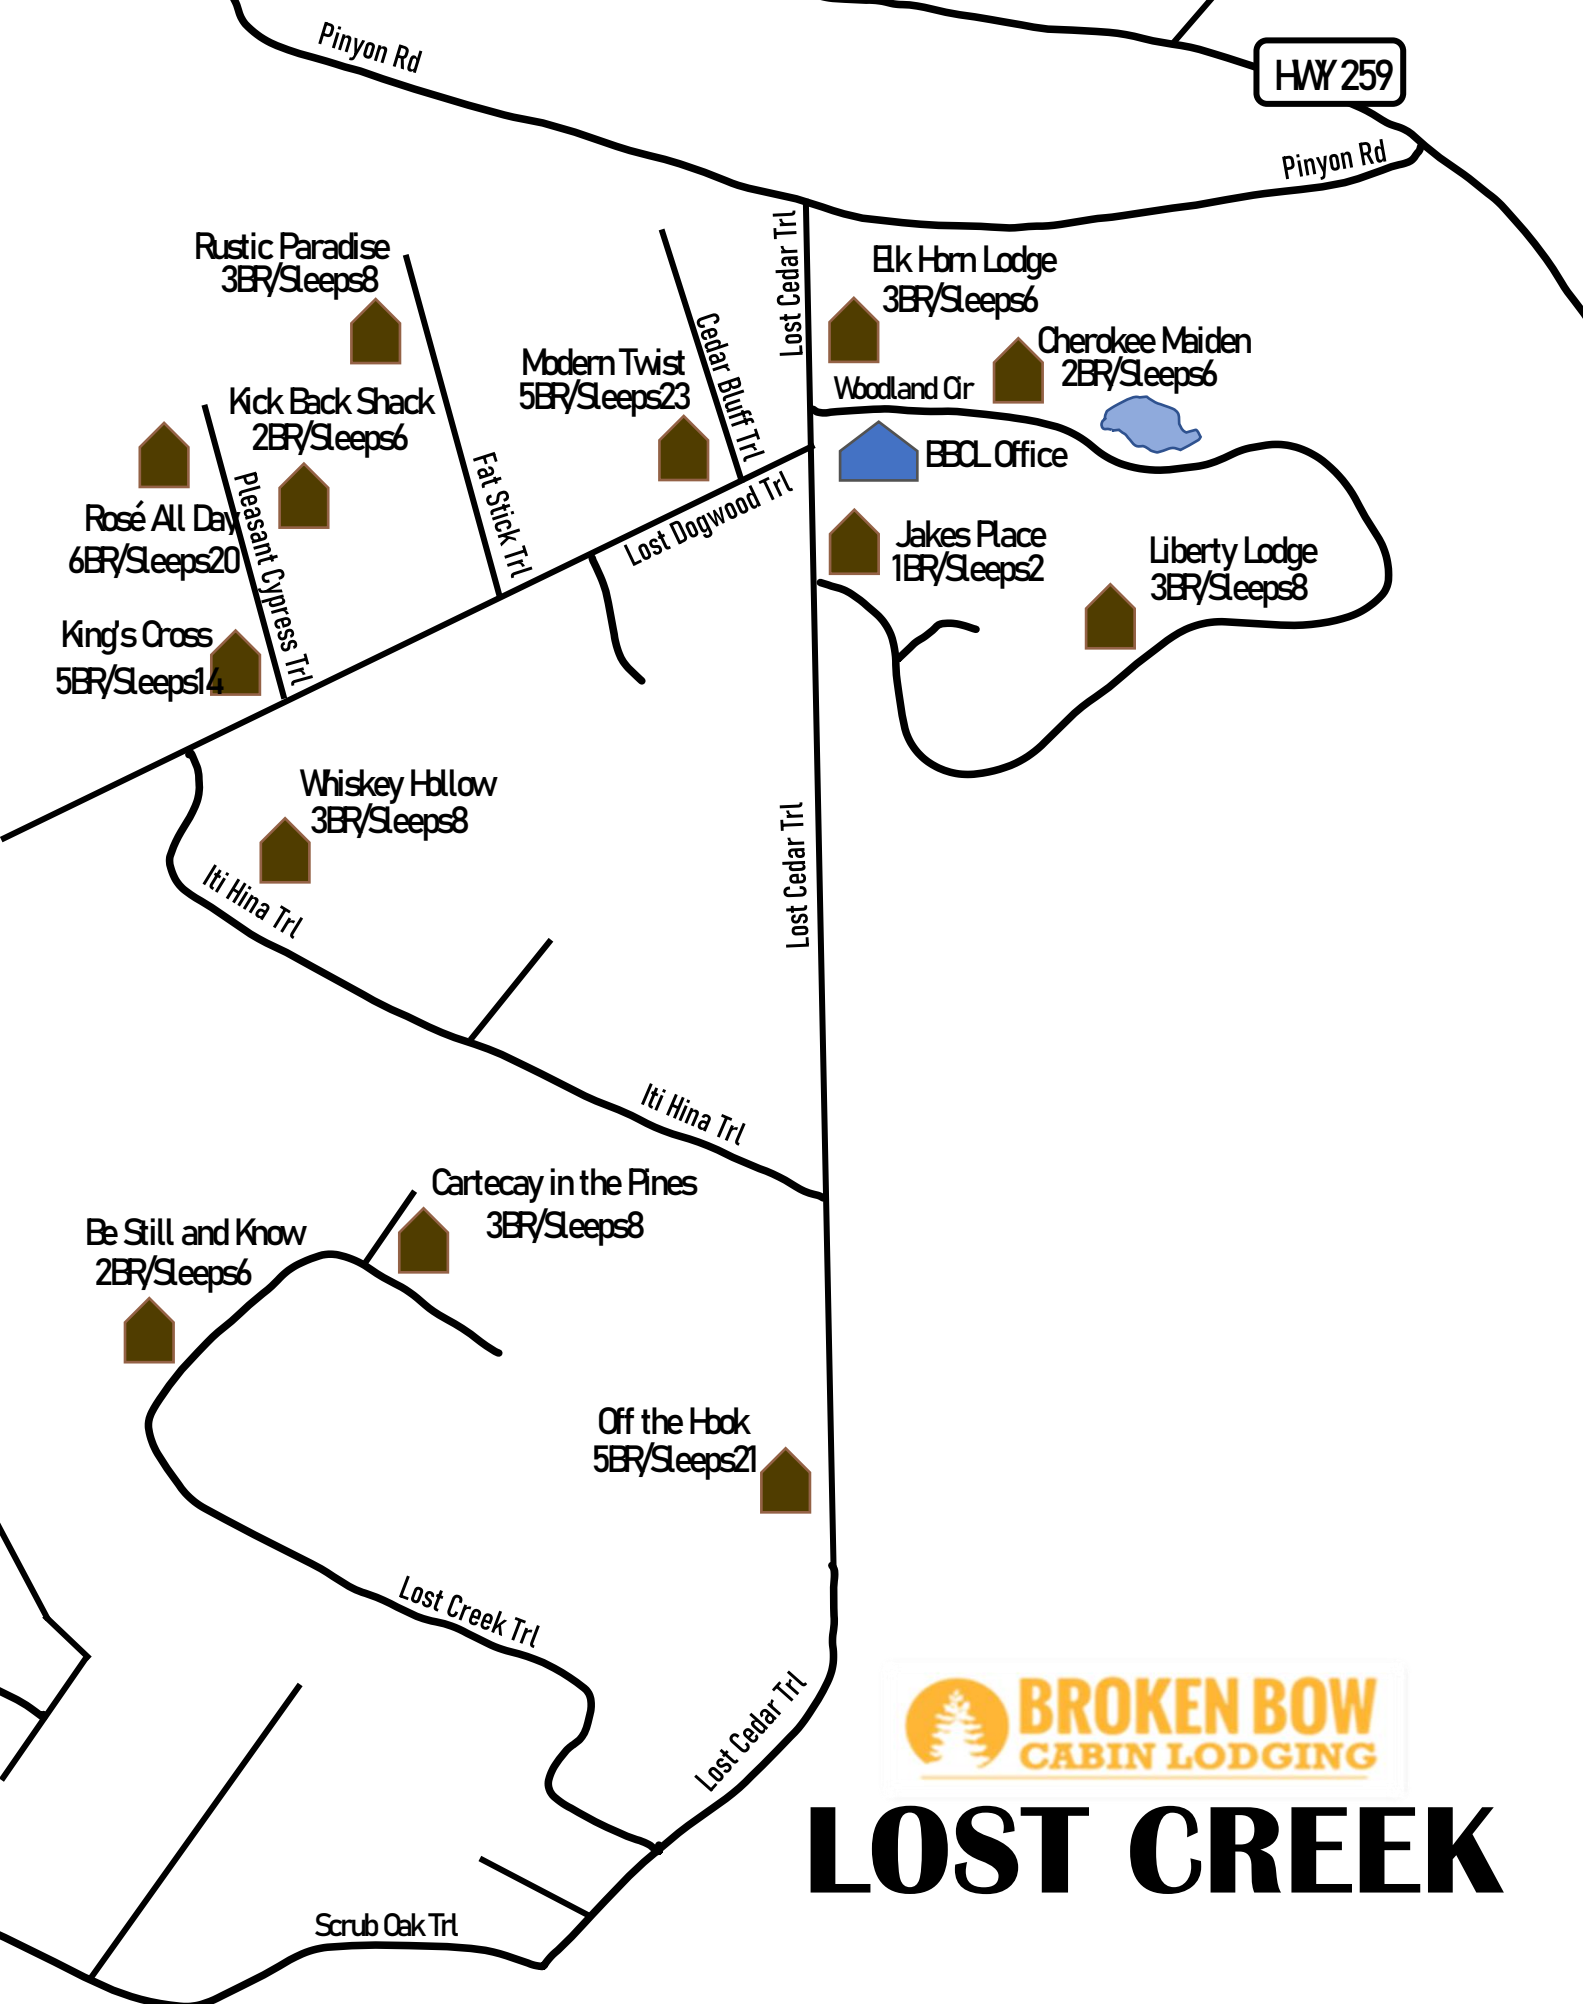 Pinyon Rd
HWY 259
Pinyon Rd
Lost Cedar Trl
Rustic Paradise
3BR/Sleeps8
Elk Horn Lodge
3BR/Sleeps6
Cherokee Maiden
2BR/Sleeps6
Cedar Bluff Trl
Modern Twist
5BR/Sleeps23
Woodland Cir
Kick Back Shack
2BR/Sleeps6
BBCL Office
Fat Stick Trl
Lost Dogwood Trl
Pleasant Cypress Trl
Rosé All Day
6BR/Sleeps20
Jakes Place
1BR/Sleeps2
Liberty Lodge
3BR/Sleeps8
King's Cross
5BR/Sleeps14
Whiskey Hollow
3BR/Sleeps8
Lost Cedar Trl
Iti Hina Trl
Iti Hina Trl
Cartecay in the Pines
3BR/Sleeps8
Be Still and Know
2BR/Sleeps6
Off the Hook
5BR/Sleeps21
Lost Creek Trl
Lost Cedar Trl
BROKEN BOW
CABIN LODGING
LOST CREEK
Scrub Oak Trl